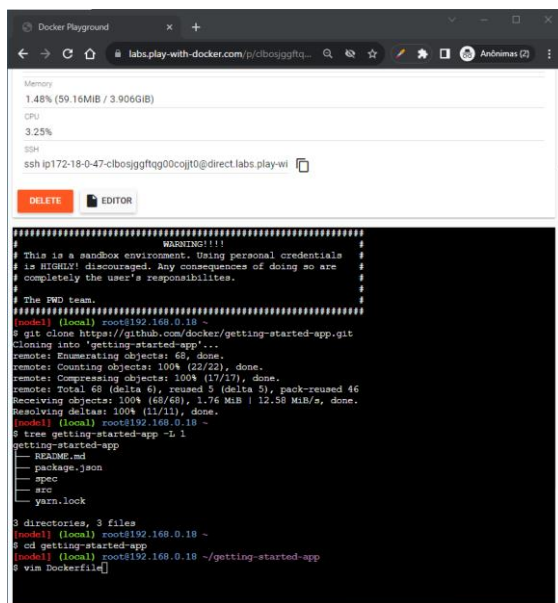 Docker Playground
labs.play-with-docker.com/p/clbosjggftq...
Anônimas (2)
Memory
1.48% (59.16MiB / 3.906GiB)
CPU
3.25%
SSH
ssh ip172-18-0-47-clbosjggftqg00cojjt0@direct.labs.play-wi
DELETE
EDITOR
###############################################################
# WARNING!!!! #
# This is a sandbox environment. Using personal credentials #
# is HIGHLY! discouraged. Any consequences of doing so are #
# completely the user's responsibilites. #
# #
# The PWD team. #
###############################################################
[node1] (local) root@192.168.0.18 ~
$ git clone https://github.com/docker/getting-started-app.git
Cloning into 'getting-started-app'...
remote: Enumerating objects: 68, done.
remote: Counting objects: 100% (22/22), done.
remote: Compressing objects: 100% (17/17), done.
remote: Total 68 (delta 6), reused 5 (delta 5), pack-reused 46
Receiving objects: 100% (68/68), 1.76 MiB | 12.58 MiB/s, done.
Resolving deltas: 100% (11/11), done.
[node1] (local) root@192.168.0.18 ~
$ tree getting-started-app -L 1
getting-started-app
├── README.md
├── package.json
├── spec
├── src
└── yarn.lock
3 directories, 3 files
[node1] (local) root@192.168.0.18 ~
$ cd getting-started-app
[node1] (local) root@192.168.0.18 ~/getting-started-app
$ vim Dockerfile